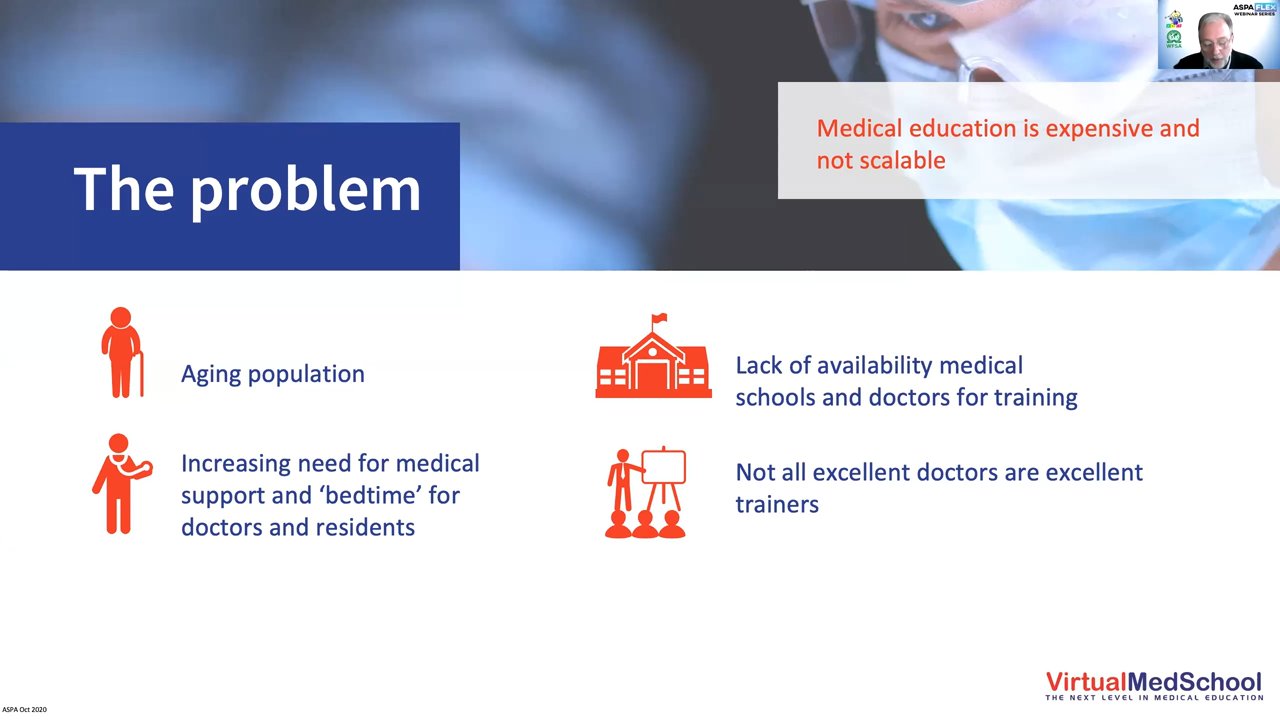 ASPA FLEX
WEBINAR SERIES
WFSA
Medical education is expensive and
not scalable
The problem
Aging population
Lack of availability medical
schools and doctors for training
Increasing need for medical
support and ‘bedtime’ for
doctors and residents
Not all excellent doctors are excellent
trainers
VirtualMedSchool
THE NEXT LEVEL IN MEDICAL EDUCATION
ASPA Oct 2020